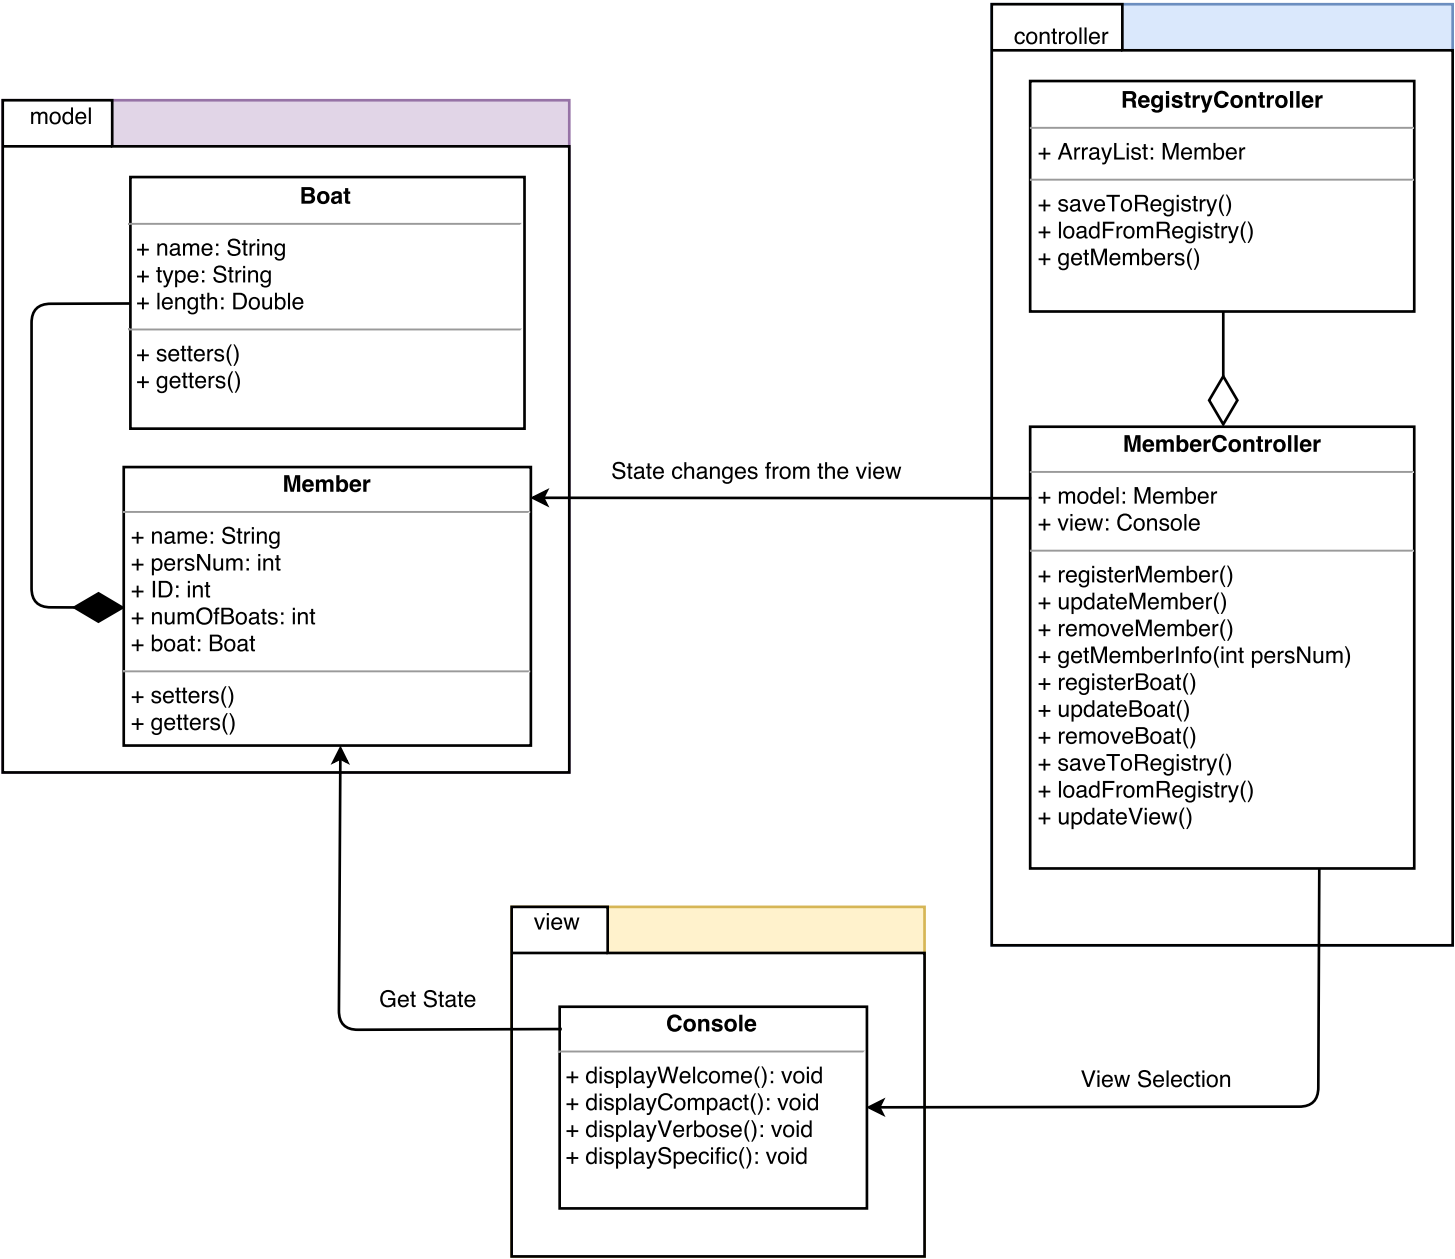 model
Boat
+ name: String
+ type: String
+ length: Double
+ setters()
+ getters()
Member
+ name: String
+ persNum: int
+ ID: int
+ numOfBoats: int
+ boat: Boat
+ setters()
+ getters()
State changes from the view
controller
RegistryController
+ ArrayList: Member
+ saveToRegistry()
+ loadFromRegistry()
+ getMembers()
MemberController
+ model: Member
+ view: Console
+ registerMember()
+ updateMember()
+ removeMember()
+ getMemberInfo(int persNum)
+ registerBoat()
+ updateBoat()
+ removeBoat()
+ saveToRegistry()
+ loadFromRegistry()
+ updateView()
Get State
view
Console
+ displayWelcome(): void
+ displayCompact(): void
+ displayVerbose(): void
+ displaySpecific(): void
View Selection